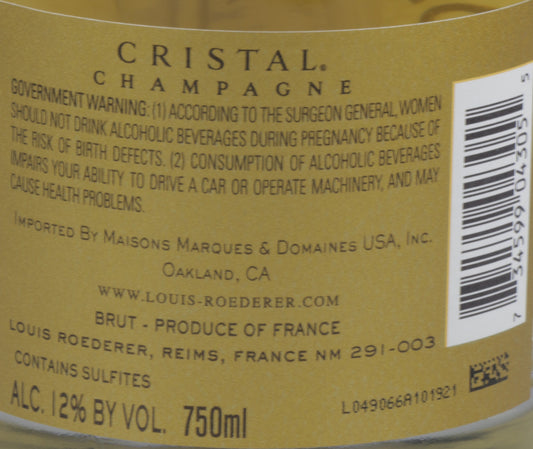 CRISTAL®
CHAMPAGNE
GOVERNMENT WARNING: (1) ACCORDING TO THE SURGEON GENERAL, WOMEN
SHOULD NOT DRINK ALCOHOLIC BEVERAGES DURING PREGNANCY BECAUSE OF
THE RISK OF BIRTH DEFECTS. (2) CONSUMPTION OF ALCOHOLIC BEVERAGES
IMPAIRS YOUR ABILITY TO DRIVE A CAR OR OPERATE MACHINERY, AND MAY
CAUSE HEALTH PROBLEMS.
IMPORTED BY MAISONS MARQUES & DOMAINES USA, INC.
OAKLAND, CA
WWW.LOUIS-ROEDERER.COM
BRUT - PRODUCE OF FRANCE
LOUIS ROEDERER, REIMS, FRANCE NM 291-003
CONTAINS SULFITES
ALC. 12% BY VOL. 750ml
L049066A101921
7 34599 04305 5